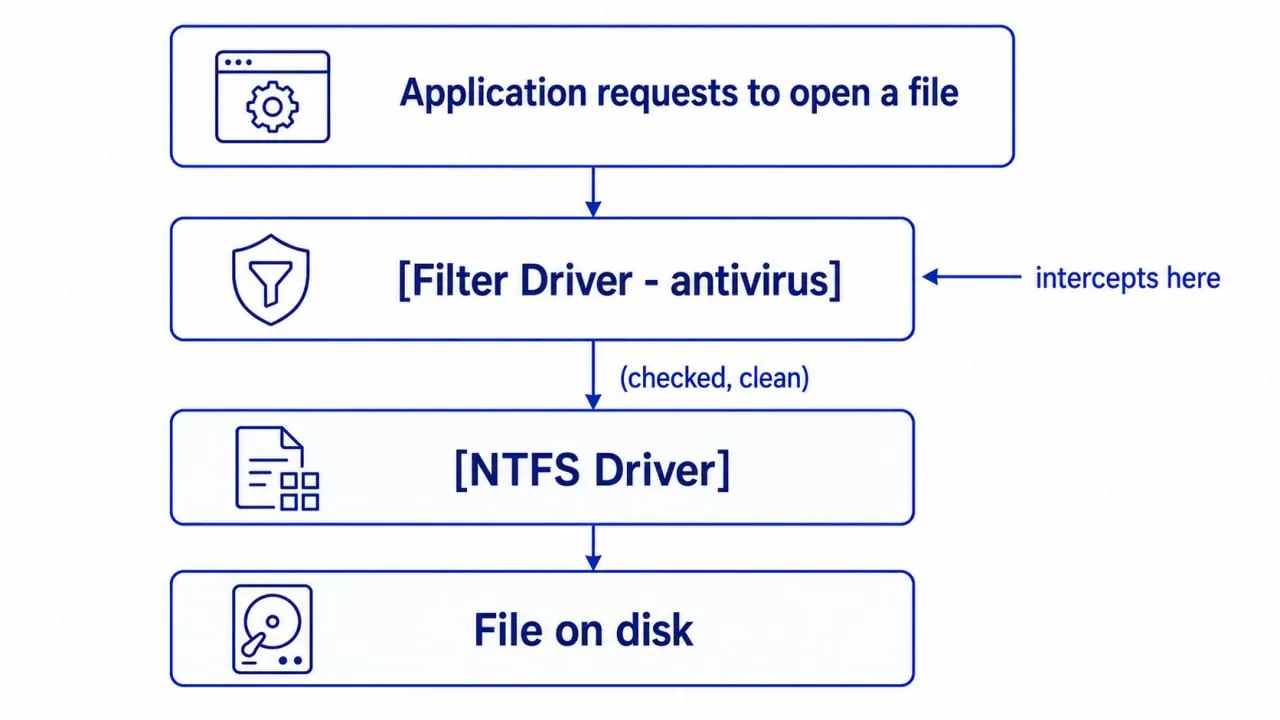 Application requests to open a file
[Filter Driver - antivirus]
intercepts here
(checked, clean)
[NTFS Driver]
File on disk